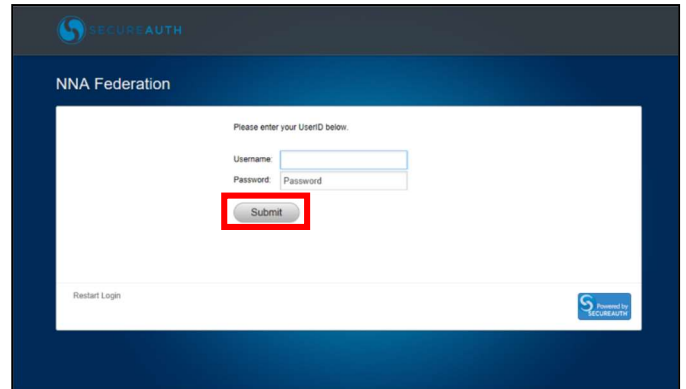 SECUREAUTH
NNA Federation
Please enter your UserID below.
Username:
Password: Password
Submit
Restart Login
Powered by
SECUREAUTH